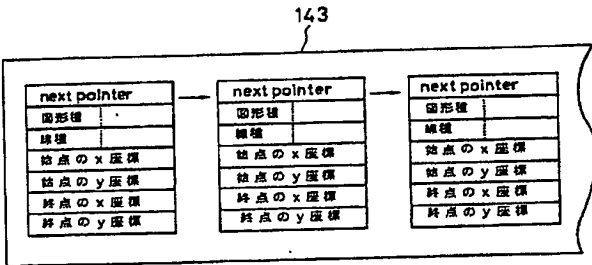 143
next pointer
図形種
線種
始点のx座標
始点のy座標
終点のx座標
終点のy座標
next pointer
図形種
線種
始点のx座標
始点のy座標
終点のx座標
終点のy座標
next pointer
図形種
線種
始点のx座標
始点のy座標
終点のx座標
終点のy座標